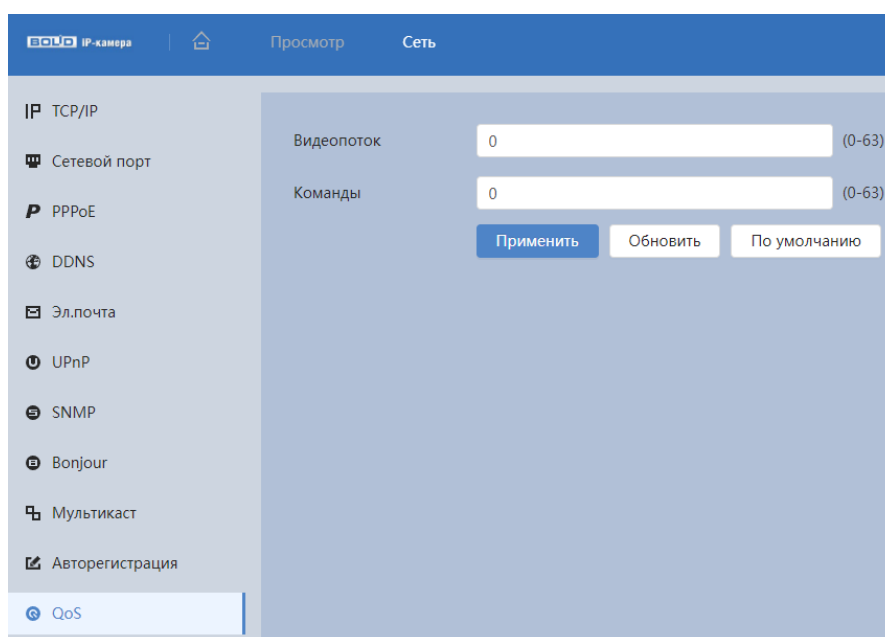 BOLID IP-камера Просмотр Сеть
TCP/IP
Сетевой порт
PPPoE
DDNS
Эл.почта
UPnP
SNMP
Bonjour
Мультикаст
Авторегистрация
QoS
Видеопоток 0 (0-63)
Команды 0 (0-63)
Применить Обновить По умолчанию